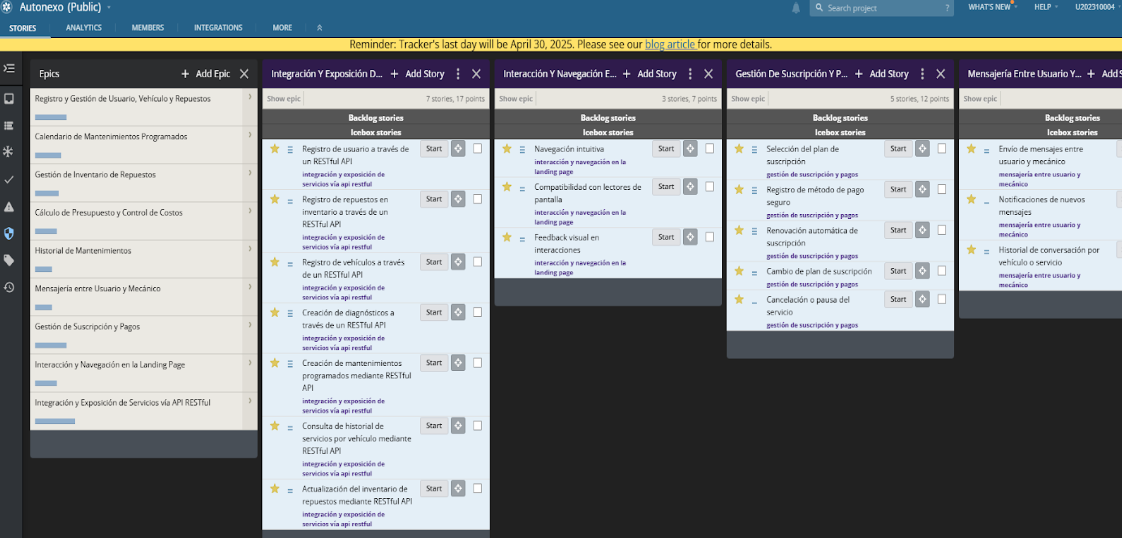 Autonexo (Public)
Search project
?
WHAT'S NEW
HELP
U202310004
STORIES
ANALYTICS
MEMBERS
INTEGRATIONS
MORE
Reminder: Tracker's last day will be April 30, 2025. Please see our blog article for more details.
Epics
+ Add Epic
Registro y Gestión de Usuario, Vehículo y Repuestos
Calendario de Mantenimientos Programados
Gestión de Inventario de Repuestos
Cálculo de Presupuesto y Control de Costos
Historial de Mantenimientos
Mensajería entre Usuario y Mecánico
Gestión de Suscripción y Pagos
Interacción y Navegación en la Landing Page
Integración y Exposición de Servicios vía API RESTful
Integración Y Exposición D...
+ Add Story
Show epic
7 stories, 17 points
Backlog stories
Icebox stories
Registro de usuario a través de
un RESTful API
integración y exposición de
servicios vía api restful
Start
Registro de repuestos en
inventario a través de un
RESTful API
integración y exposición de
servicios vía api restful
Start
Registro de vehículos a través
de un RESTful API
integración y exposición de
servicios vía api restful
Start
Creación de diagnósticos a
través de un RESTful API
integración y exposición de
servicios vía api restful
Start
Creación de mantenimientos
programados mediante RESTful
API
integración y exposición de
servicios vía api restful
Start
Consulta de historial de
servicios por vehículo mediante
RESTful API
integración y exposición de
servicios vía api restful
Start
Actualización del inventario de
repuestos mediante RESTful API
integración y exposición de
servicios vía api restful
Start
Interacción Y Navegación E...
+ Add Story
Show epic
3 stories, 7 points
Backlog stories
Icebox stories
Navegación intuitiva
interacción y navegación en la
landing page
Start
Compatibilidad con lectores de
pantalla
interacción y navegación en la
landing page
Start
Feedback visual en
interacciones
interacción y navegación en la
landing page
Start
Gestión De Suscripción Y P...
+ Add Story
Show epic
5 stories, 12 points
Backlog stories
Icebox stories
Selección del plan de
suscripción
gestión de suscripción y pagos
Start
Registro de método de pago
seguro
gestión de suscripción y pagos
Start
Renovación automática de
suscripción
gestión de suscripción y pagos
Start
Cambio de plan de suscripción
gestión de suscripción y pagos
Start
Cancelación o pausa del
servicio
gestión de suscripción y pagos
Start
Mensajería Entre Usuario Y...
+ Add S
Show epic
Backlog stories
Icebox stories
Envío de mensajes entre
usuario y mecánico
mensajería entre usuario y
mecánico
Notificaciones de nuevos
mensajes
mensajería entre usuario y
mecánico
Historial de conversación por
vehículo o servicio
mensajería entre usuario y
mecánico